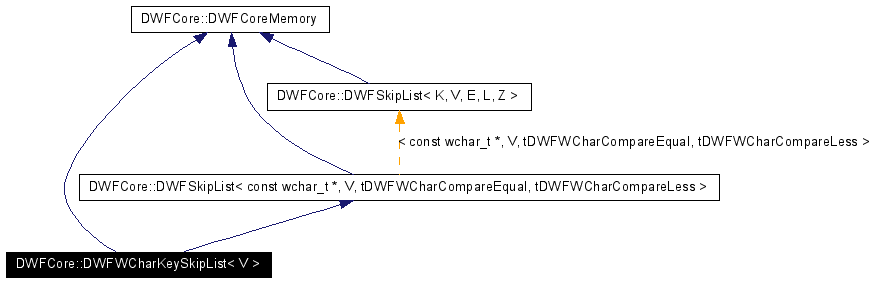 DWFCore::DWFCoreMemory
DWFCore::DWFSkipList< K, V, E, L, Z >
< const wchar_t *, V, tDWFWCharCompareEqual, tDWFWCharCompareLess >
DWFCore::DWFSkipList< const wchar_t *, V, tDWFWCharCompareEqual, tDWFWCharCompareLess >
DWFCore::DWFWCharKeySkipList< V >